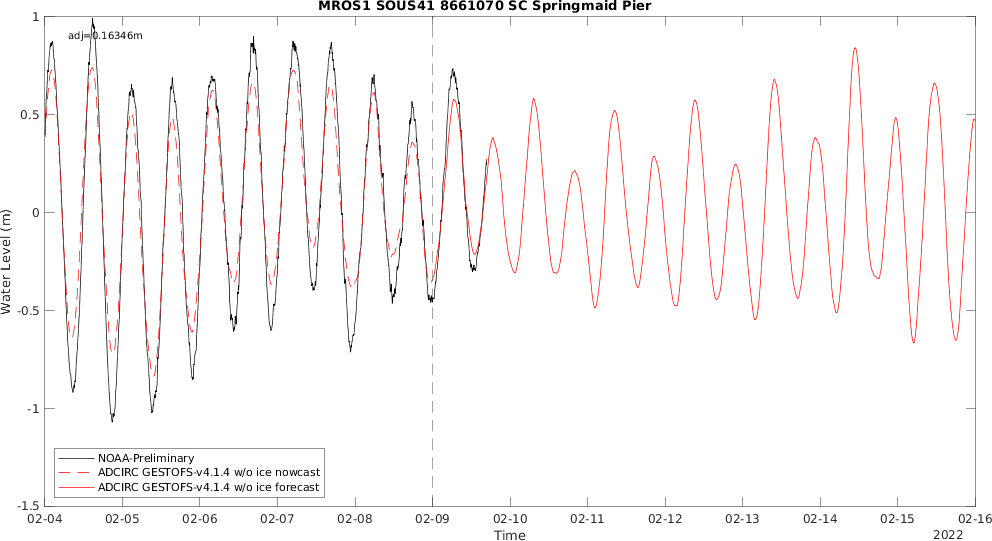 MROS1 SOUS41 8661070 SC Springmaid Pier
adj=0.16346m
1
0.5
0
-0.5
-1
-1.5
Water Level (m)
NOAA-Preliminary
ADCIRC GESTOFS-v4.1.4 w/o ice nowcast
ADCIRC GESTOFS-v4.1.4 w/o ice forecast
02-04 02-05 02-06 02-07 02-08 02-09 02-10 02-11 02-12 02-13 02-14 02-15 02-16
Time
2022